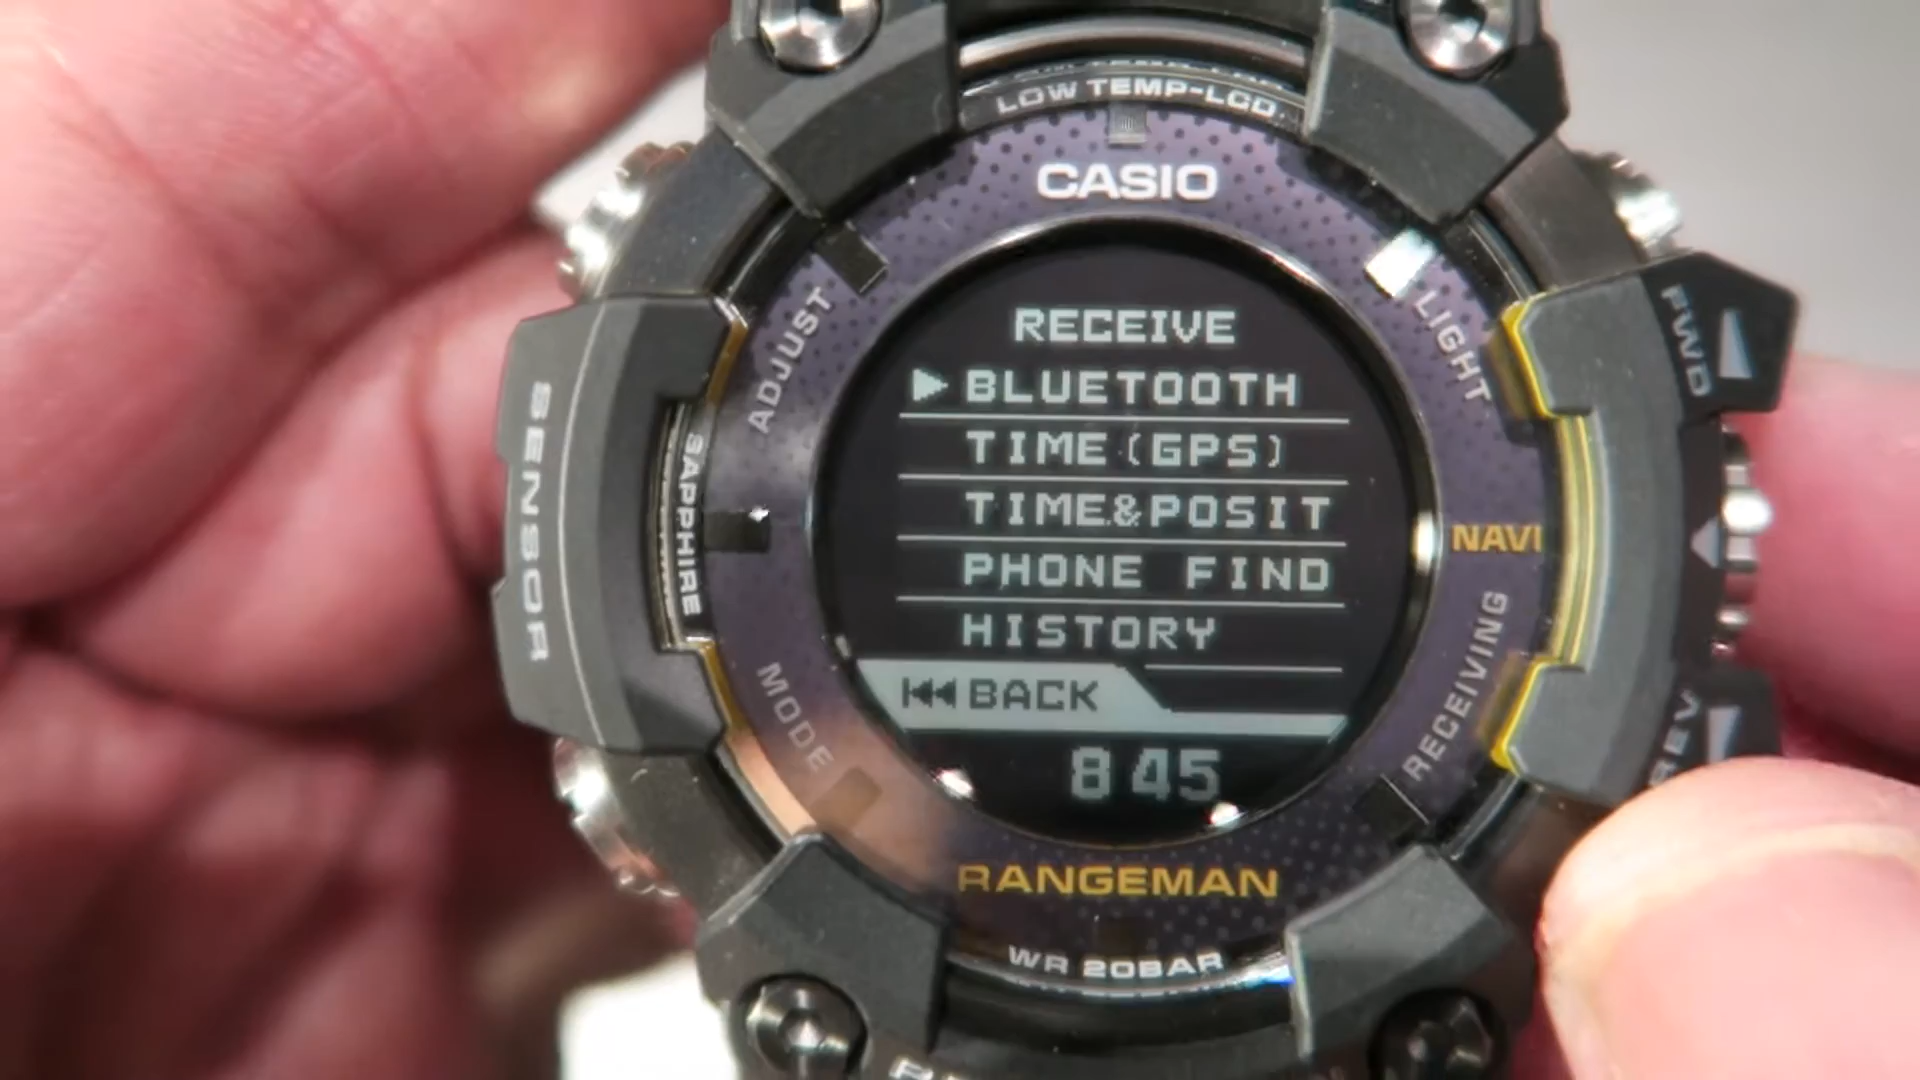 LOW TEMP-LCD
CASIO
ADJUST
LIGHT
FWD
RECEIVE
BLUETOOTH
TIME(GPS)
TIME&POSIT
PHONE FIND
HISTORY
BACK
8 45
SENSOR
SAPPHIRE
NAVI
MODE
RECEIVING
REV
RANGEMAN
WR 20BAR